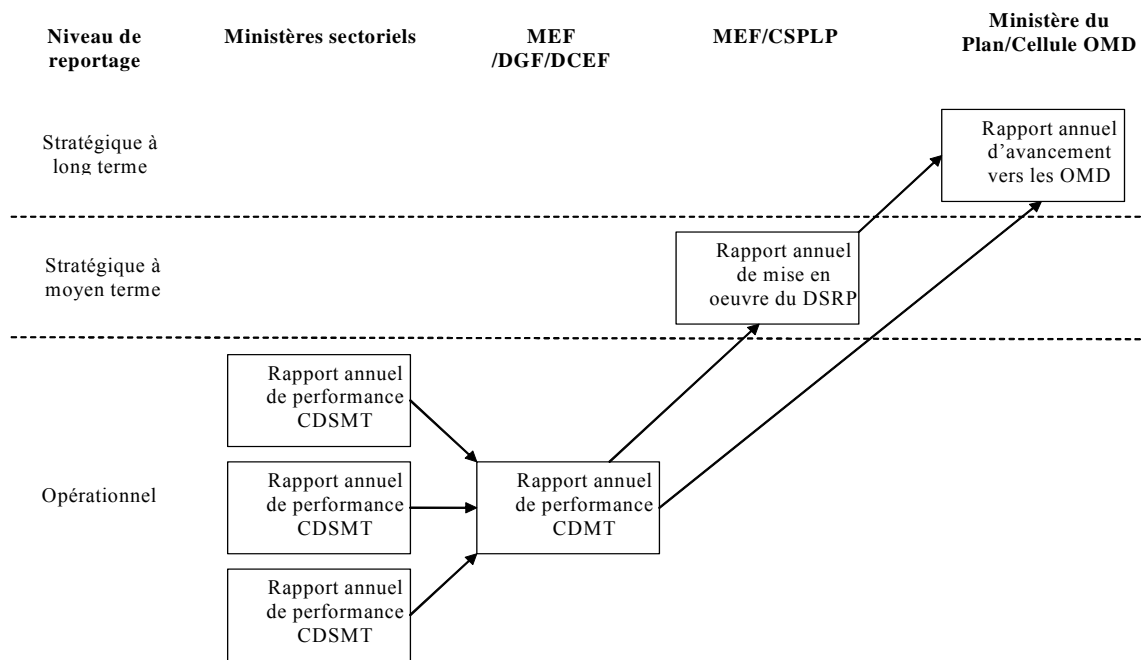 Niveau de
reportage
Ministères sectoriels
MEF
/DGF/DCEF
MEF/CSPLP
Ministère du
Plan/Cellule OMD
Stratégique à
long terme
Rapport annuel
d'avancement
vers les OMD
Stratégique à
moyen terme
Rapport annuel
de mise en
oeuvre du DSRP
Opérationnel
Rapport annuel
de performance
CDSMT
Rapport annuel
de performance
CDSMT
Rapport annuel
de performance
CDSMT
Rapport annuel
de performance
CDMT